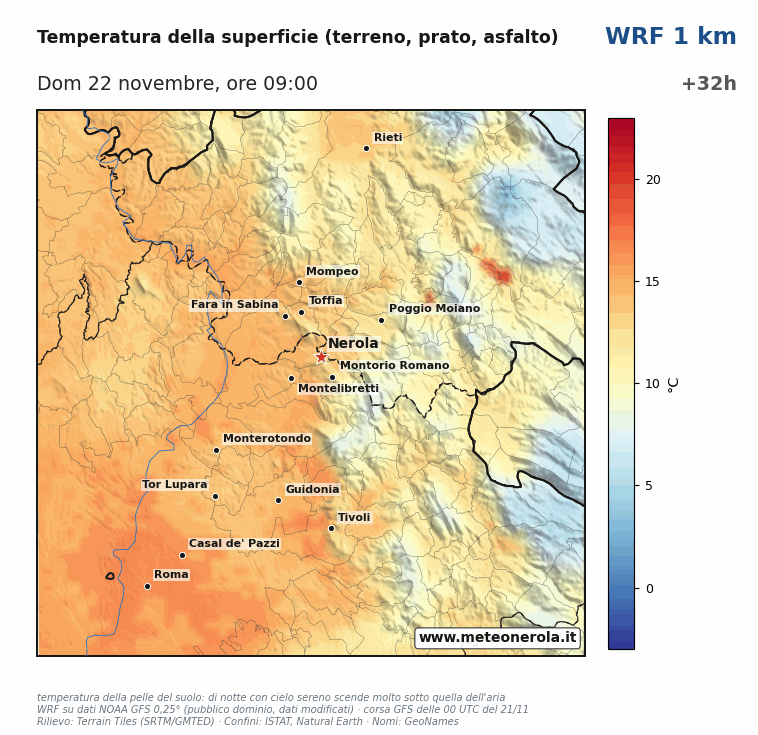 Temperatura della superficie (terreno, prato, asfalto)
WRF 1 km
Dom 22 novembre, ore 09:00
+32h
Rieti
Mompeo
Fara in Sabina
Toffia
Poggio Moiano
Nerola
Montorio Romano
Montelibretti
Monterotondo
Tor Lupara
Guidonia
Tivoli
Casal de' Pazzi
Roma
www.meteonerola.it
20
15
10
5
0
°C
temperatura della pelle del suolo: di notte con cielo sereno scende molto sotto quella dell'aria
WRF su dati NOAA GFS 0,25° (pubblico dominio, dati modificati) · corsa GFS delle 00 UTC del 21/11
Rilievo: Terrain Tiles (SRTM/GMTED) · Confini: ISTAT, Natural Earth · Nomi: GeoNames